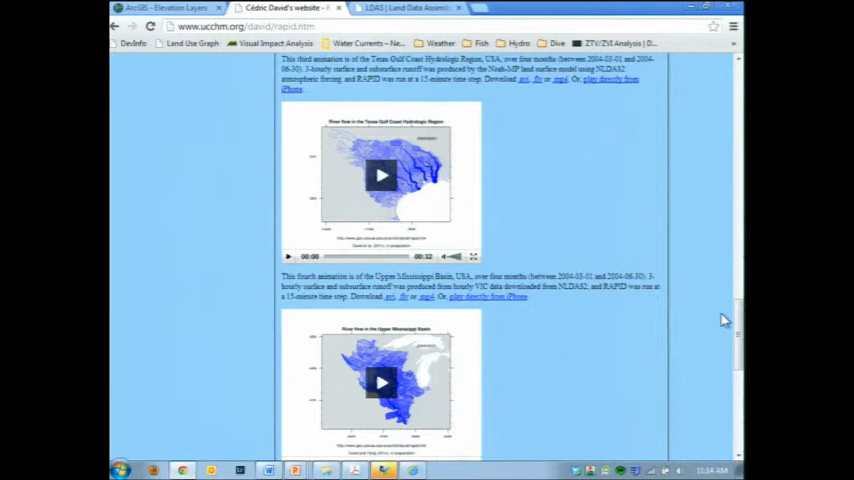 ArcGIS - Elevation Layers
Cédric David's website - R
LDAS | Land Data Assimil
www.ucchm.org/david/rapid.htm
DevInfo
Land Use Graph
Visual Impact Analysis
Water Currents – Ne...
Weather
Fish
Hydro
Dive
ZTV/ZVI Analysis | G...
This third animation is of the Texas Gulf Coast Hydrologic Region, USA, over four months (between 2004-03-01 and 2004-
06-30). 3-hourly surface and subsurface runoff was produced by the Noah-MP land surface model using NLDAS2
atmospheric forcing, and RAPID was run at a 15-minute time step. Download .avi, .flv or .mp4. Or, play directly from
iPhone.
River flow in the Texas Gulf Coast Hydrologic Region
00:00
00:32
This fourth animation is of the Upper Mississippi Basin, USA, over four months (between 2004-03-01 and 2004-06-30). 3-
hourly surface and subsurface runoff was produced from hourly VIC data downloaded from NLDAS2, and RAPID was run at
a 15-minute time step. Download .avi, .flv or .mp4. Or, play directly from iPhone.
River flow in the Upper Mississippi Basin
11:34 AM